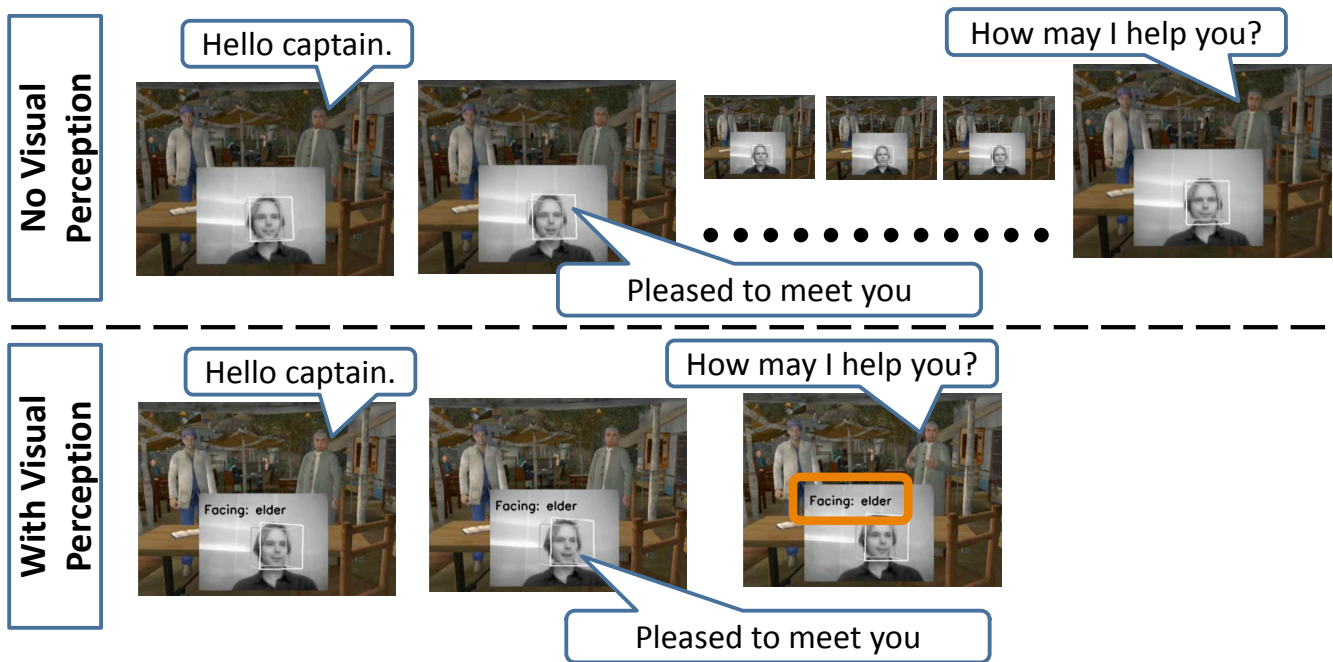 No Visual
Perception
Hello captain.
How may I help you?
Pleased to meet you
With Visual
Perception
Hello captain.
How may I help you?
Facing: elder
Facing: elder
Facing: elder
Pleased to meet you